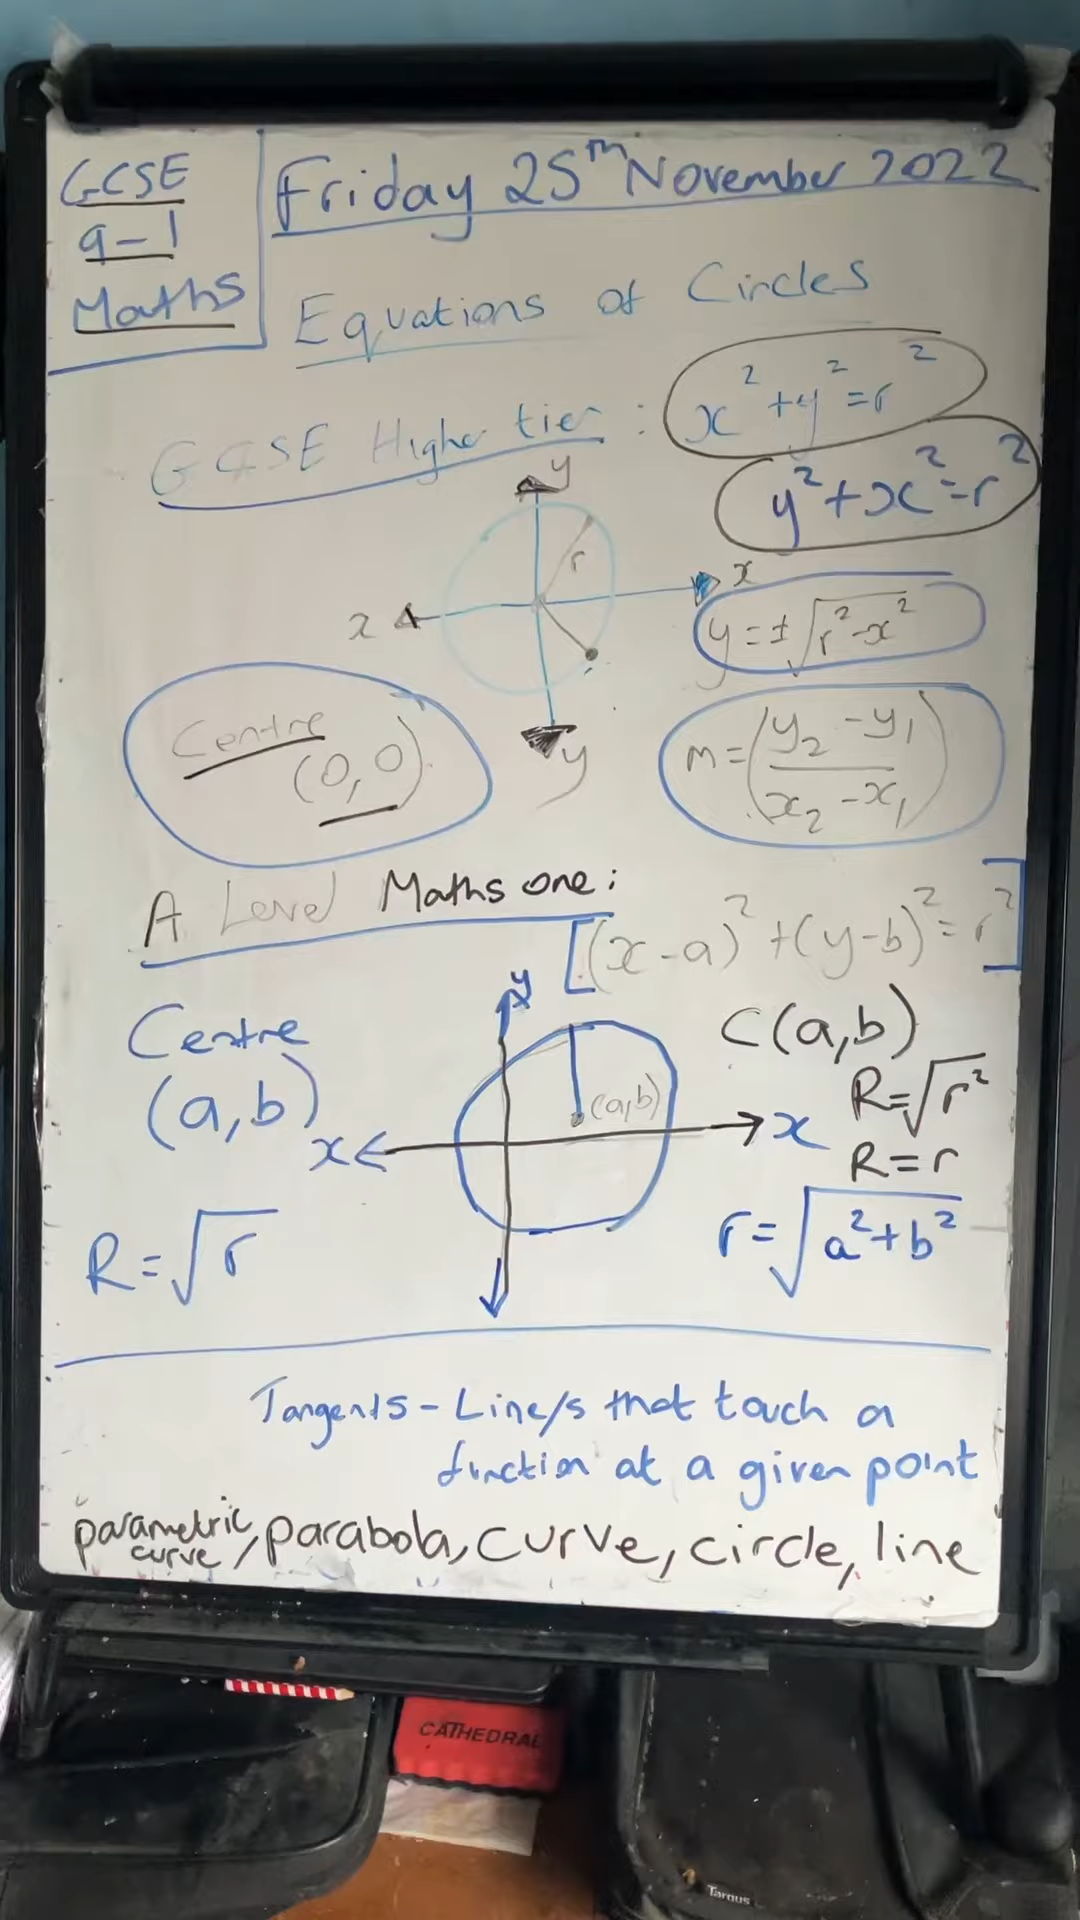 GCSE
9-1
Maths
Friday 25th November 2022
Equations of Circles
GCSE Higher tier : x² + y² = r²
y² + x² = r²
y
r
x
x
y = ±√r² - x²
Centre
(0,0)
y
m = (y₂ - y₁ / x₂ - x₁)
A Level Maths one:
[(x-a)² + (y-b)² = r²]
y
Centre
(a,b)
C(a,b)
(a,b)
R=√r²
x
x
R=r
R=√r
r=√a²+b²
Tangents - Line/s that touch a
function at a given point
parametric
curve, parabola, curve, circle, line
CATHEDRAL
Targus